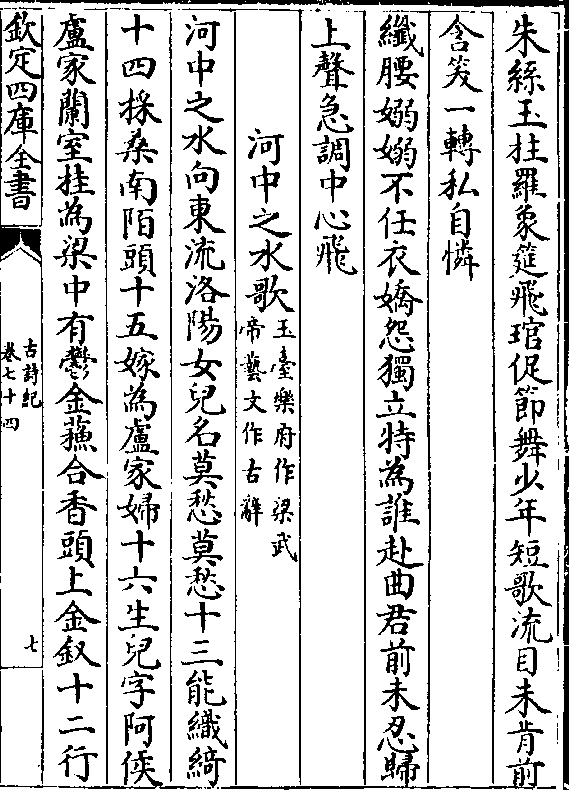 朱絲玉柱羅象筵飛琯促節舞少年短歌流目未肯前
含笑一轉私自憐
纖腰嫋嫋不任衣嬌怨獨立特為誰赴曲君前未忍歸
上聲急調中心飛
河中之水歌玉臺樂府作梁武
帝藝文作古辭
河中之水向東流洛陽女兒名莫愁莫愁十三能織綺
十四採桑南陌頭十五嫁為盧家婦十六生兒字阿侯
盧家蘭室桂為梁中有鬱金蘓合香頭上金釵十二行
欽定四庫全書
古詩紀
卷七十四
七